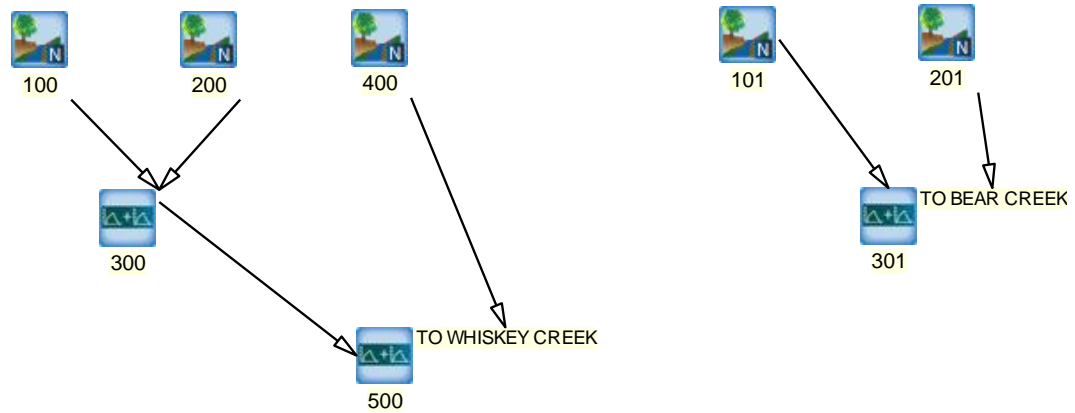 N
N
N
N
N
100
200
400
101
201
TO BEAR CREEK
300
301
TO WHISKEY CREEK
500